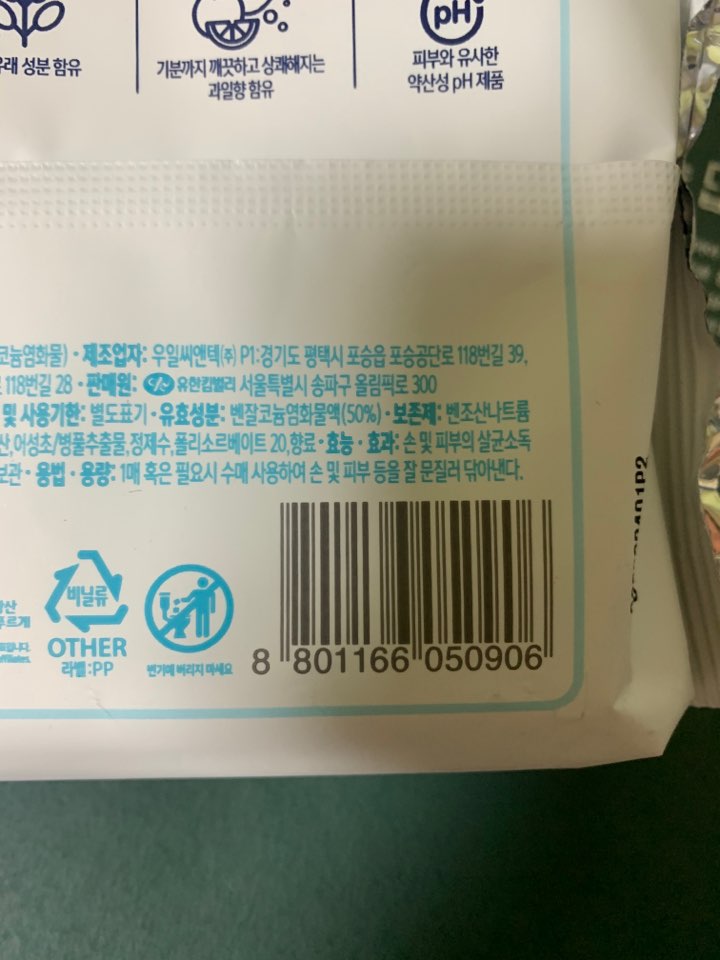 래 성분 함유
기분까지 깨끗하고 상쾌해지는
과일향 함유
pH
피부와 유사한
약산성 pH 제품
코늄염화물) · 제조업자: 우일씨앤텍(주) P1:경기도 평택시 포승읍 포승공단로 118번길 39,
118번길 28 · 판매원: 유한킴벌리 서울특별시 송파구 올림픽로 300
및 사용기한: 별도표기 · 유효성분: 벤잘코늄염화물액(50%) · 보존제: 벤조산나트륨
산,어성초/병풀추출물,정제수,폴리소르베이트 20,향료 · 효능 · 효과: 손 및 피부의 살균소독
보관 · 용법 · 용량: 1매 혹은 필요시 수매 사용하여 손 및 피부 등을 잘 문질러 닦아낸다.
비닐류
OTHER
라벨:PP
변기에 버리지 마세요
8 801166 050906